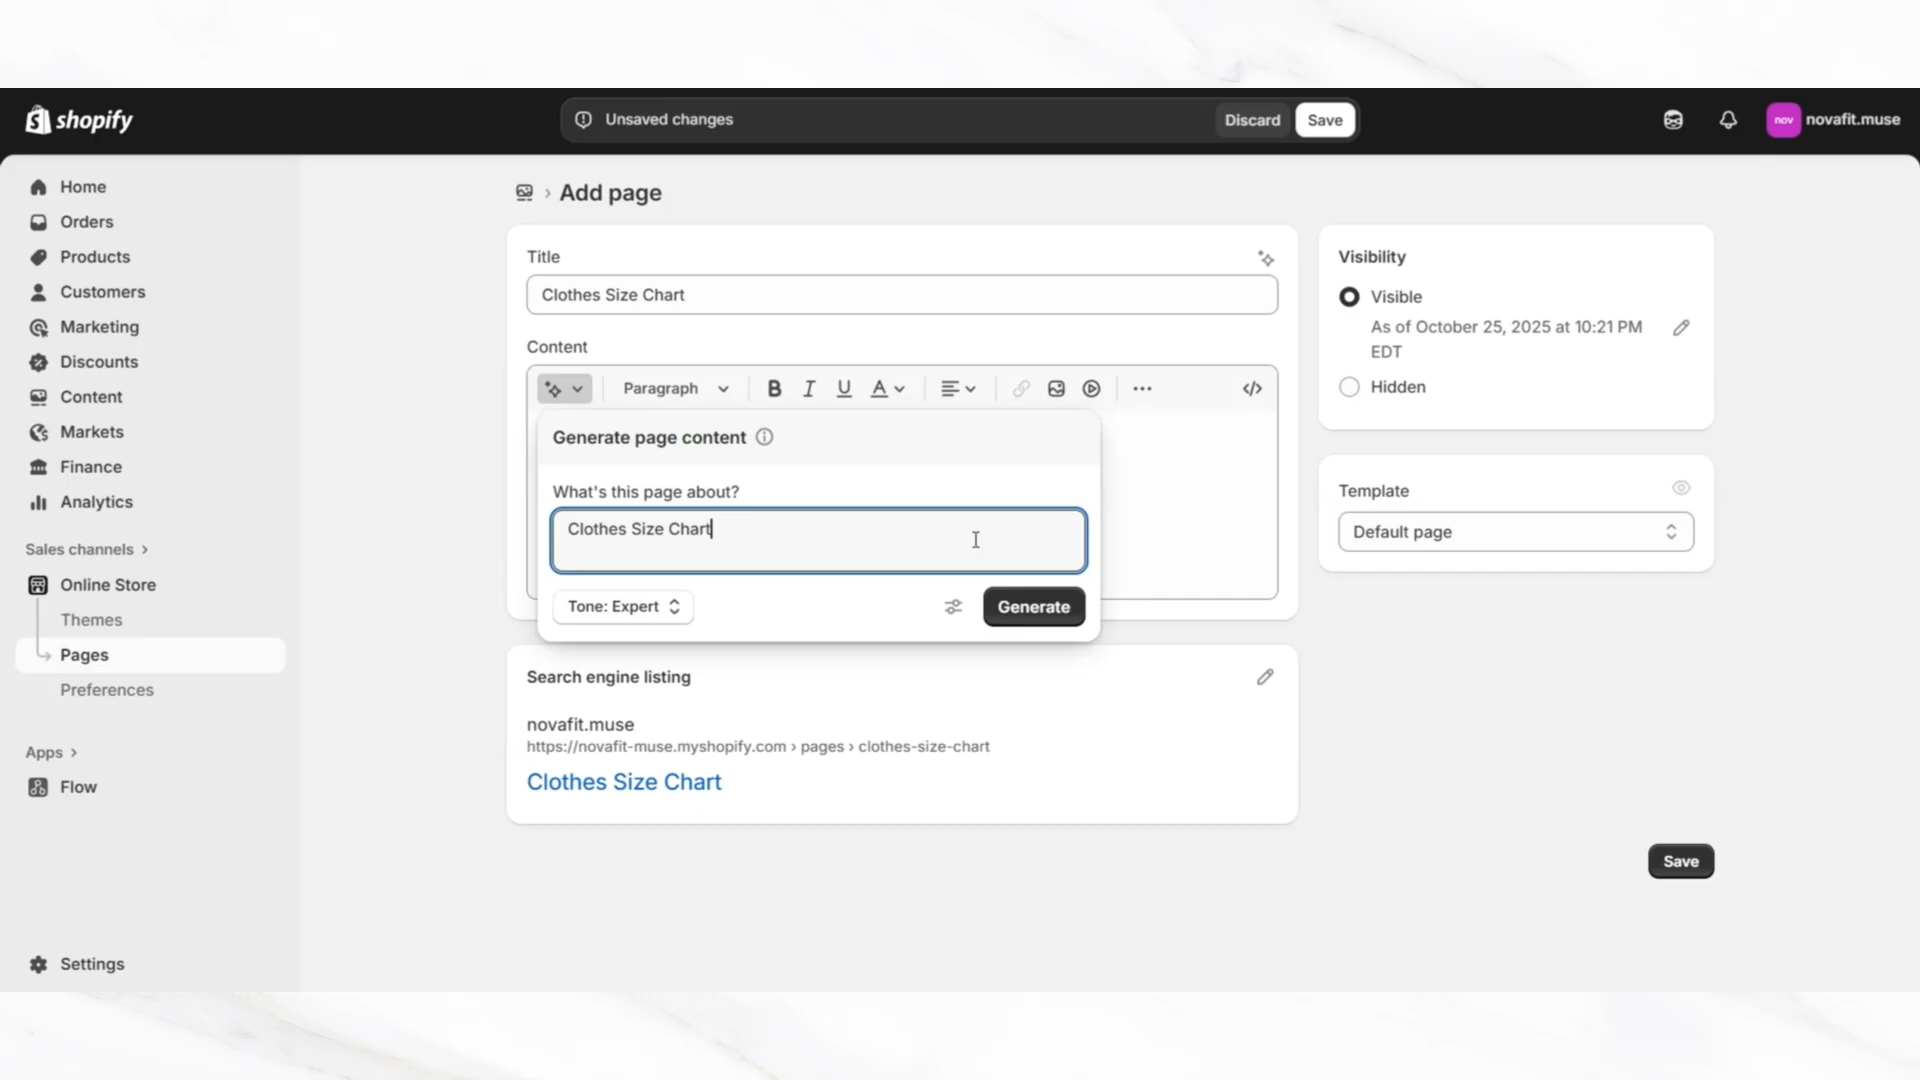 shopify
Unsaved changes
Discard
Save
nov
novafit.muse
Home
Orders
Products
Customers
Marketing
Discounts
Content
Markets
Finance
Analytics
Sales channels
Online Store
Themes
Pages
Preferences
Apps
Flow
Settings
Add page
Title
Clothes Size Chart
Content
Paragraph
B I U A
Generate page content
What's this page about?
Clothes Size Chart
Tone: Expert
Generate
Search engine listing
novafit.muse
https://novafit-muse.myshopify.com › pages › clothes-size-chart
Clothes Size Chart
Visibility
Visible
As of October 25, 2025 at 10:21 PM
EDT
Hidden
Template
Default page
Save